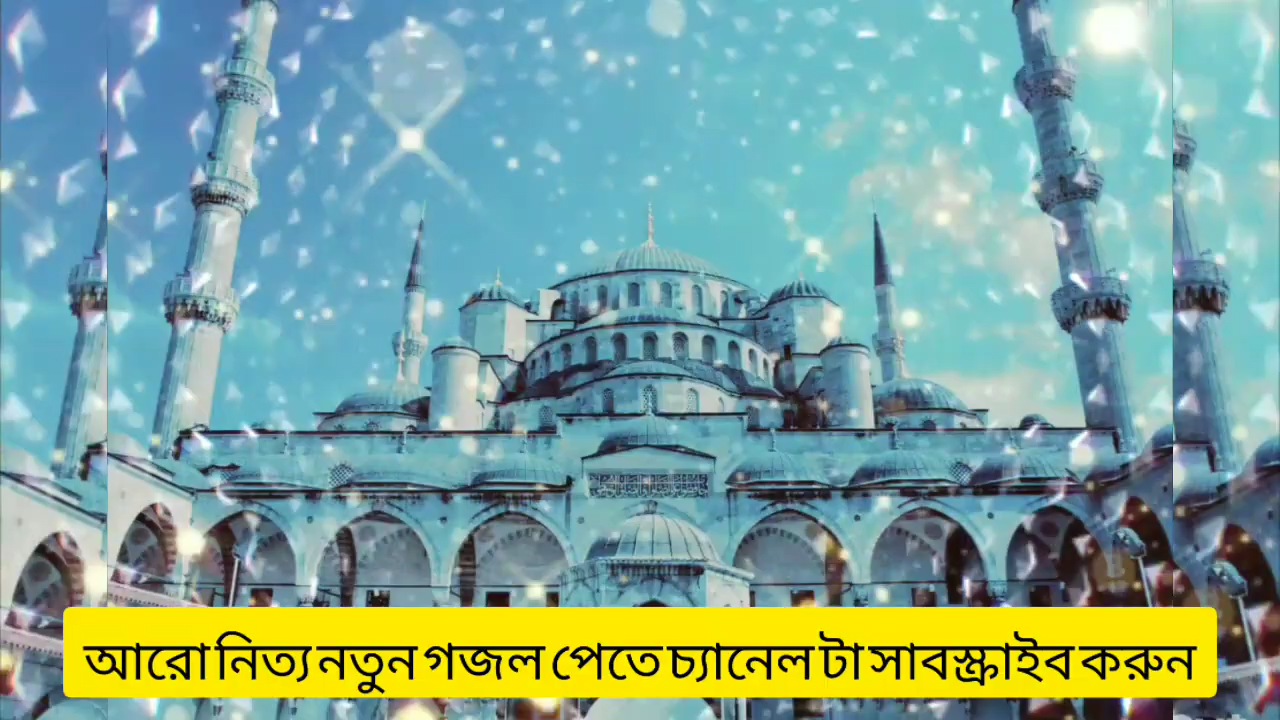 আরো নিত্য নতুন গজল পেতে চ্যানেল টা সাবস্ক্রাইব করুন